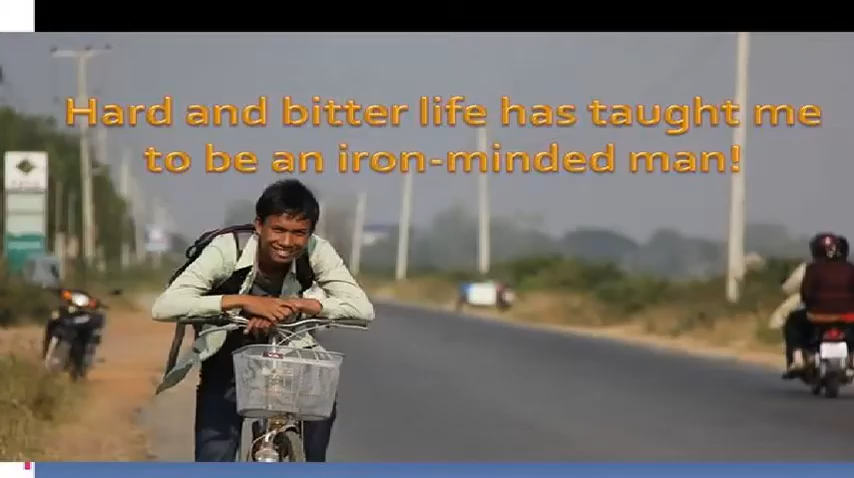 Hard and bitter life has taught me
to be an iron-minded man!